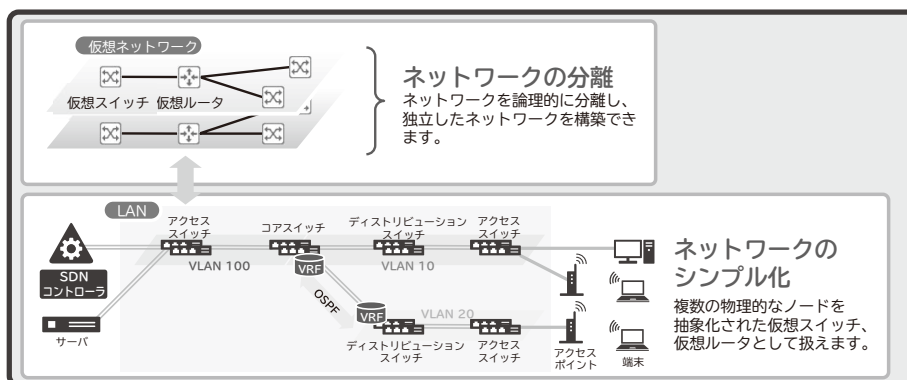 仮想ネットワーク
仮想スイッチ 仮想ルータ
ネットワークの分離
ネットワークを論理的に分離し、
独立したネットワークを構築でき
ます。
LAN
アクセス
スイッチ
コアスイッチ
ディストリビューション
スイッチ
アクセス
スイッチ
VLAN 100
VRF
VLAN 10
SDN
コントローラ
サーバ
OSPF
VRF
VLAN 20
ディストリビューション
スイッチ
アクセス
スイッチ
アクセス
ポイント
端末
ネットワークの
シンプル化
複数の物理的なノードを
抽象化された仮想スイッチ、
仮想ルータとして扱えます。